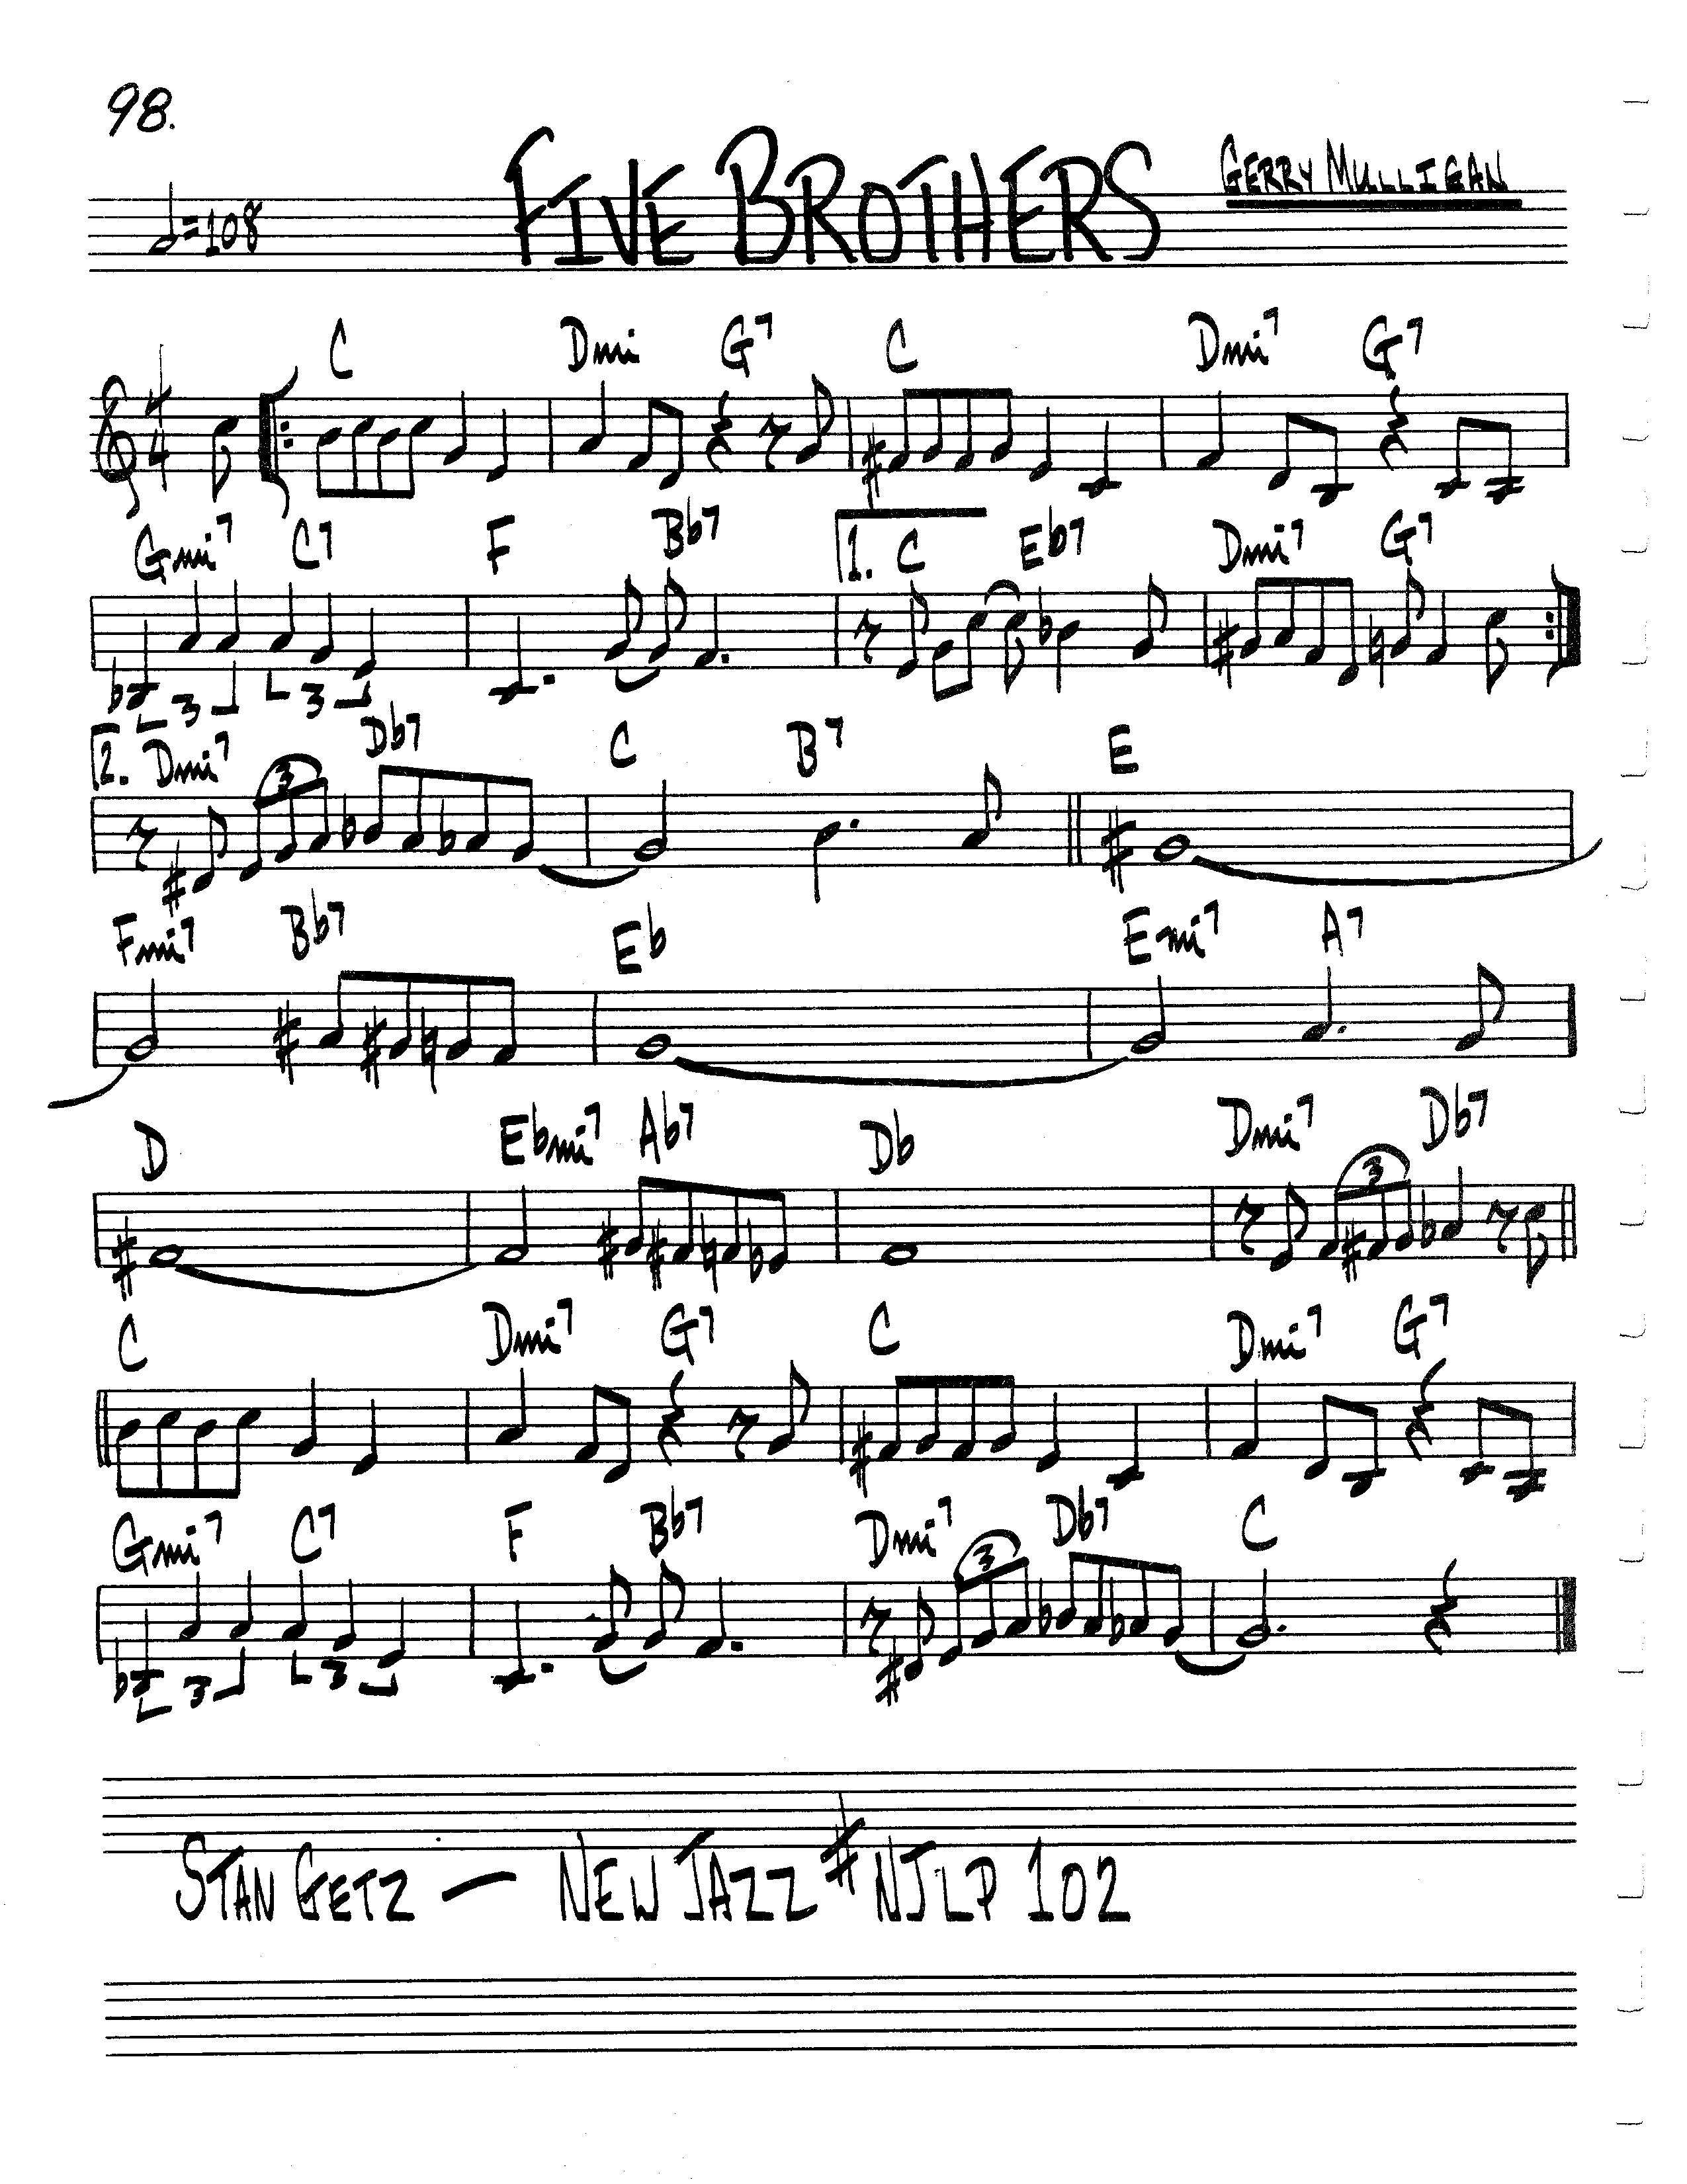 98.
FIVE BROTHERS
GERRY MULLIGAN
=108
4
4
C Dmi G7 C Dmi7 G7
Gmi7 C7 F Bb7 1. C Eb7 Dmi7 G7
3 3
2. Dmi7 Db7 C B7 E
3
Fmi7 Bb7 Eb Emi7 A7
D Ebmi7 Ab7 Db Dmi7 Db7
3
C Dmi7 G7 C Dmi7 G7
Gmi7 C7 F Bb7 Dmi7 Db7 C
3 3 3
STAN GETZ — NEW JAZZ # NJLP 102